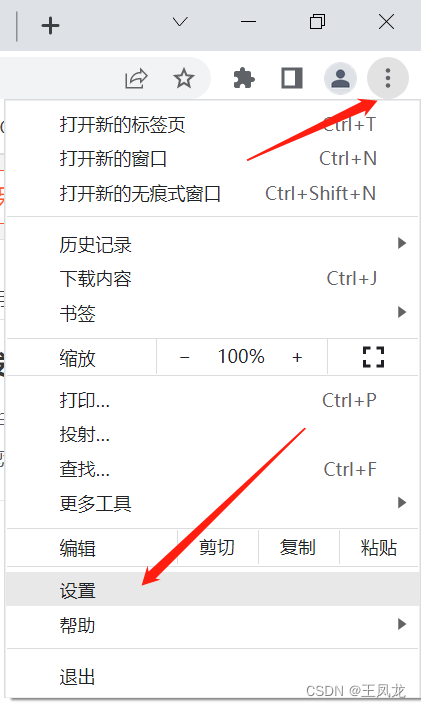 打开新的标签页 Ctrl+T
打开新的窗口 Ctrl+N
打开新的无痕式窗口 Ctrl+Shift+N
历史记录
下载内容 Ctrl+J
书签
缩放 − 100% +
打印... Ctrl+P
投射...
查找... Ctrl+F
更多工具
编辑 剪切 复制 粘贴
设置
帮助
退出
CSDN @王凤龙